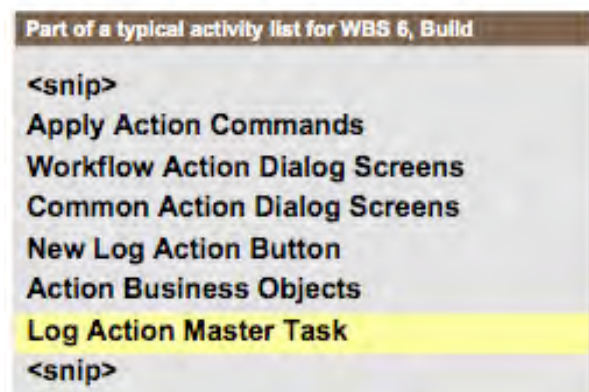 Part of a typical activity list for WBS 6, Build
<snip>
Apply Action Commands
Workflow Action Dialog Screens
Common Action Dialog Screens
New Log Action Button
Action Business Objects
Log Action Master Task
<snip>